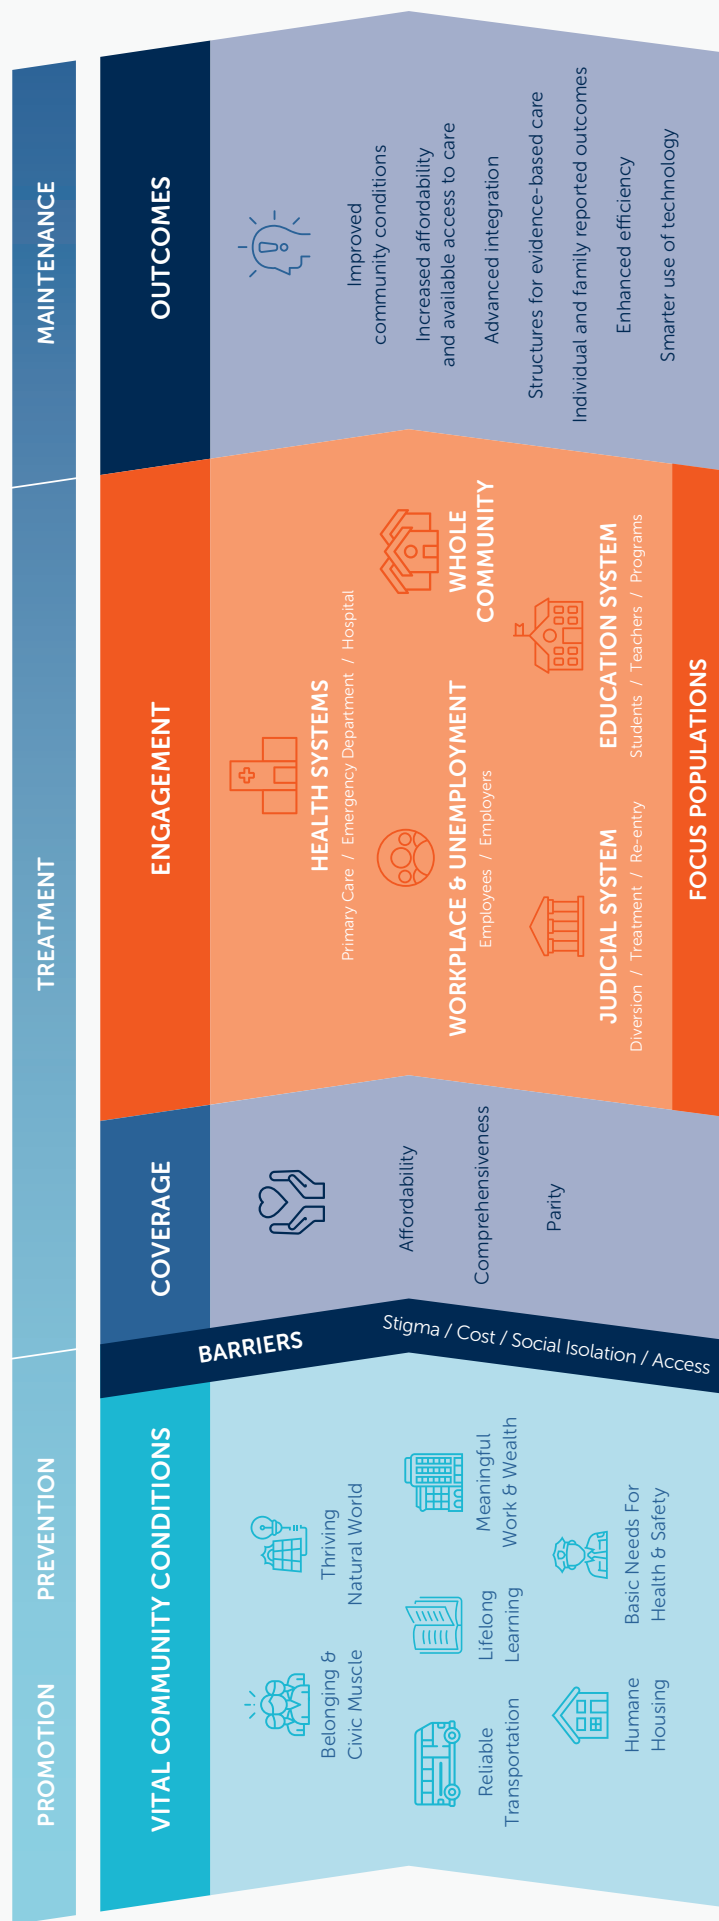 PROMOTION
PREVENTION
TREATMENT
MAINTENANCE
VITAL COMMUNITY CONDITIONS
Belonging &
Civic Muscle
Thriving
Natural World
Reliable
Transportation
Lifelong
Learning
Meaningful
Work & Wealth
Humane
Housing
Basic Needs For
Health & Safety
BARRIERS
Stigma / Cost / Social Isolation / Access
COVERAGE
Affordability
Comprehensiveness
Parity
ENGAGEMENT
HEALTH SYSTEMS
Primary Care / Emergency Department / Hospital
WORKPLACE & UNEMPLOYMENT
Employees / Employers
WHOLE
COMMUNITY
JUDICIAL SYSTEM
Diversion / Treatment / Re-entry
EDUCATION SYSTEM
Students / Teachers / Programs
FOCUS POPULATIONS
OUTCOMES
Improved
community conditions
Increased affordability
and available access to care
Advanced integration
Structures for evidence-based care
Individual and family reported outcomes
Enhanced efficiency
Smarter use of technology